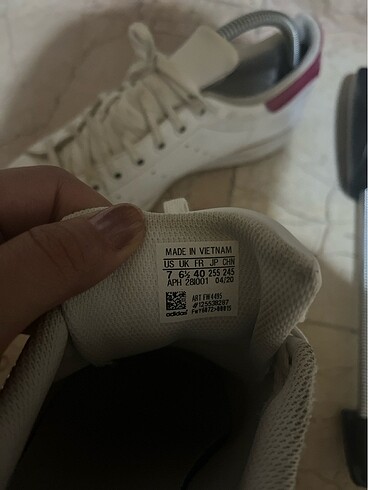 MADE IN VIETNAM
US UK FR JP CHN
7 6½ 40 255 245
APH 281001 04/20
ART FW4495
adidas